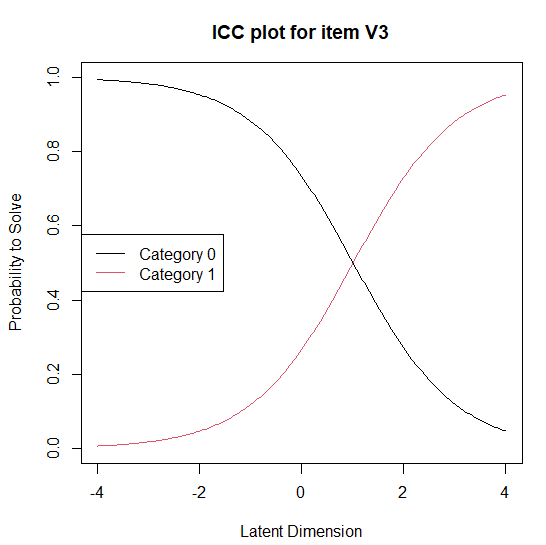 ICC plot for item V3
Probability to Solve
1.0
0.8
0.6
0.4
0.2
0.0
Category 0
Category 1
-4 -2 0 2 4
Latent Dimension